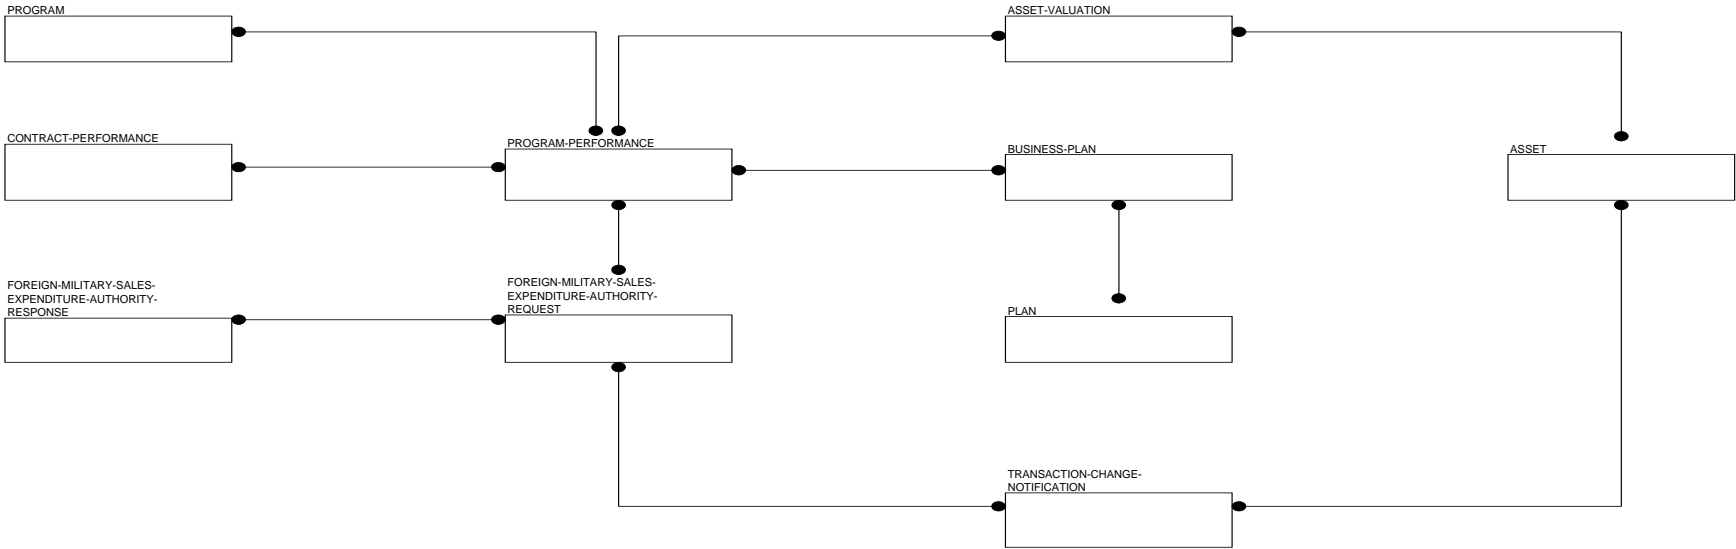 PROGRAM
ASSET-VALUATION
CONTRACT-PERFORMANCE
PROGRAM-PERFORMANCE
BUSINESS-PLAN
ASSET
FOREIGN-MILITARY-SALES-
EXPENDITURE-AUTHORITY-
RESPONSE
FOREIGN-MILITARY-SALES-
EXPENDITURE-AUTHORITY-
REQUEST
PLAN
TRANSACTION-CHANGE-
NOTIFICATION